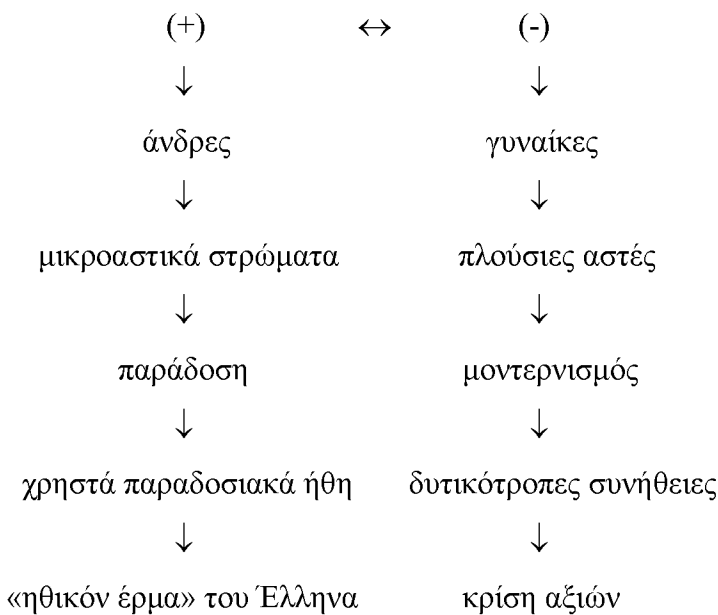 (+) ↔ (-)
↓ ↓
άνδρες γυναίκες
↓ ↓
μικροαστικά στρώματα πλούσιες αστές
↓ ↓
παράδοση μοντερνισμός
↓ ↓
χρηστά παραδοσιακά ήθη δυτικότροπες συνήθειες
↓ ↓
«ηθικόν έρμα» του Έλληνα κρίση αξιών